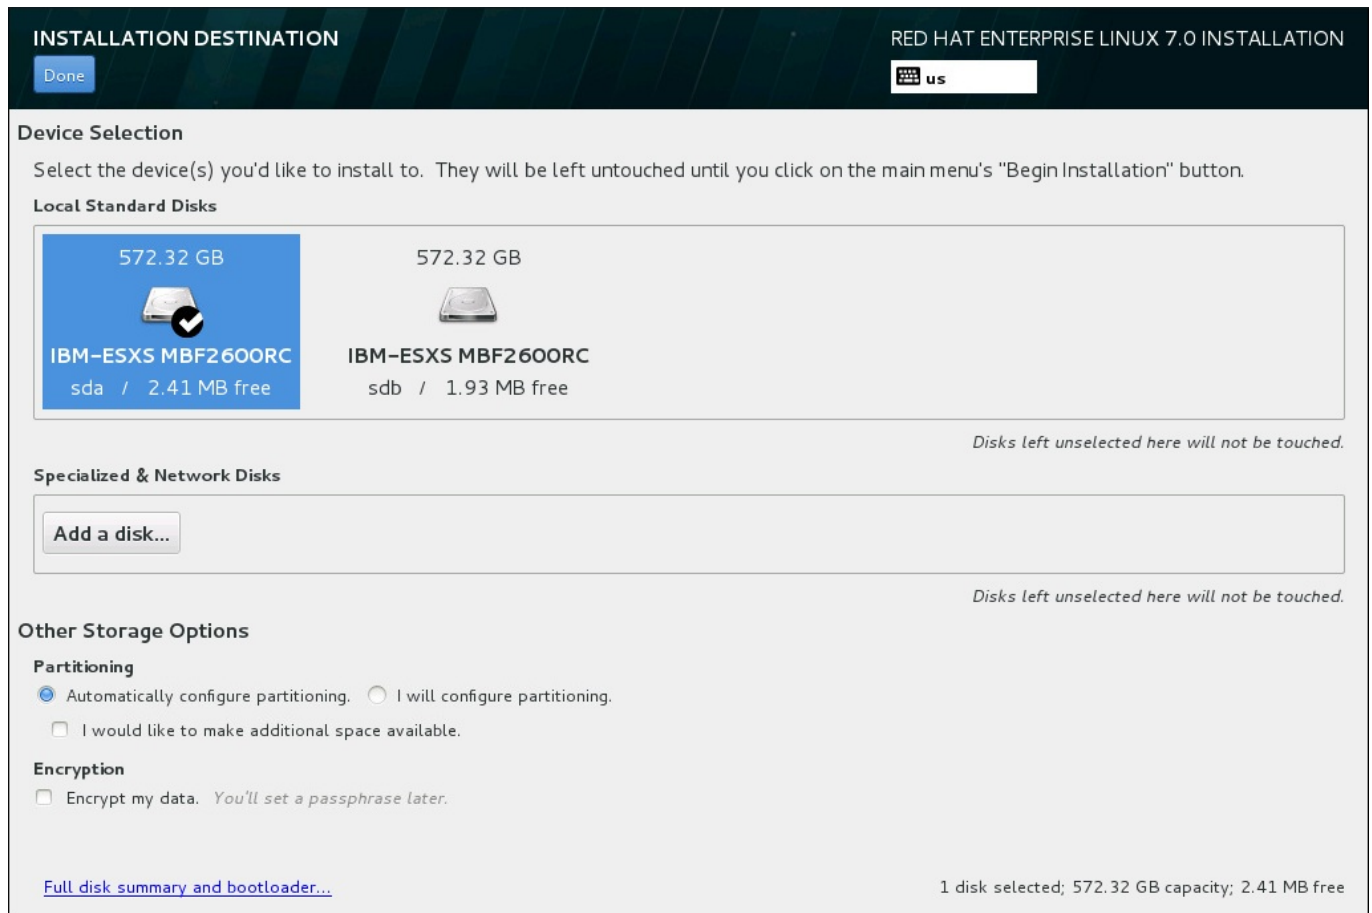 INSTALLATION DESTINATION
RED HAT ENTERPRISE LINUX 7.0 INSTALLATION
Done
us
Device Selection
Select the device(s) you'd like to install to.  They will be left untouched until you click on the main menu's "Begin Installation" button.
Local Standard Disks
572.32 GB
IBM-ESXS MBF2600RC
sda / 2.41 MB free
572.32 GB
IBM-ESXS MBF2600RC
sdb / 1.93 MB free
Disks left unselected here will not be touched.
Specialized & Network Disks
Add a disk...
Disks left unselected here will not be touched.
Other Storage Options
Partitioning
Automatically configure partitioning. I will configure partitioning.
I would like to make additional space available.
Encryption
Encrypt my data. You'll set a passphrase later.
Full disk summary and bootloader...
1 disk selected; 572.32 GB capacity; 2.41 MB free